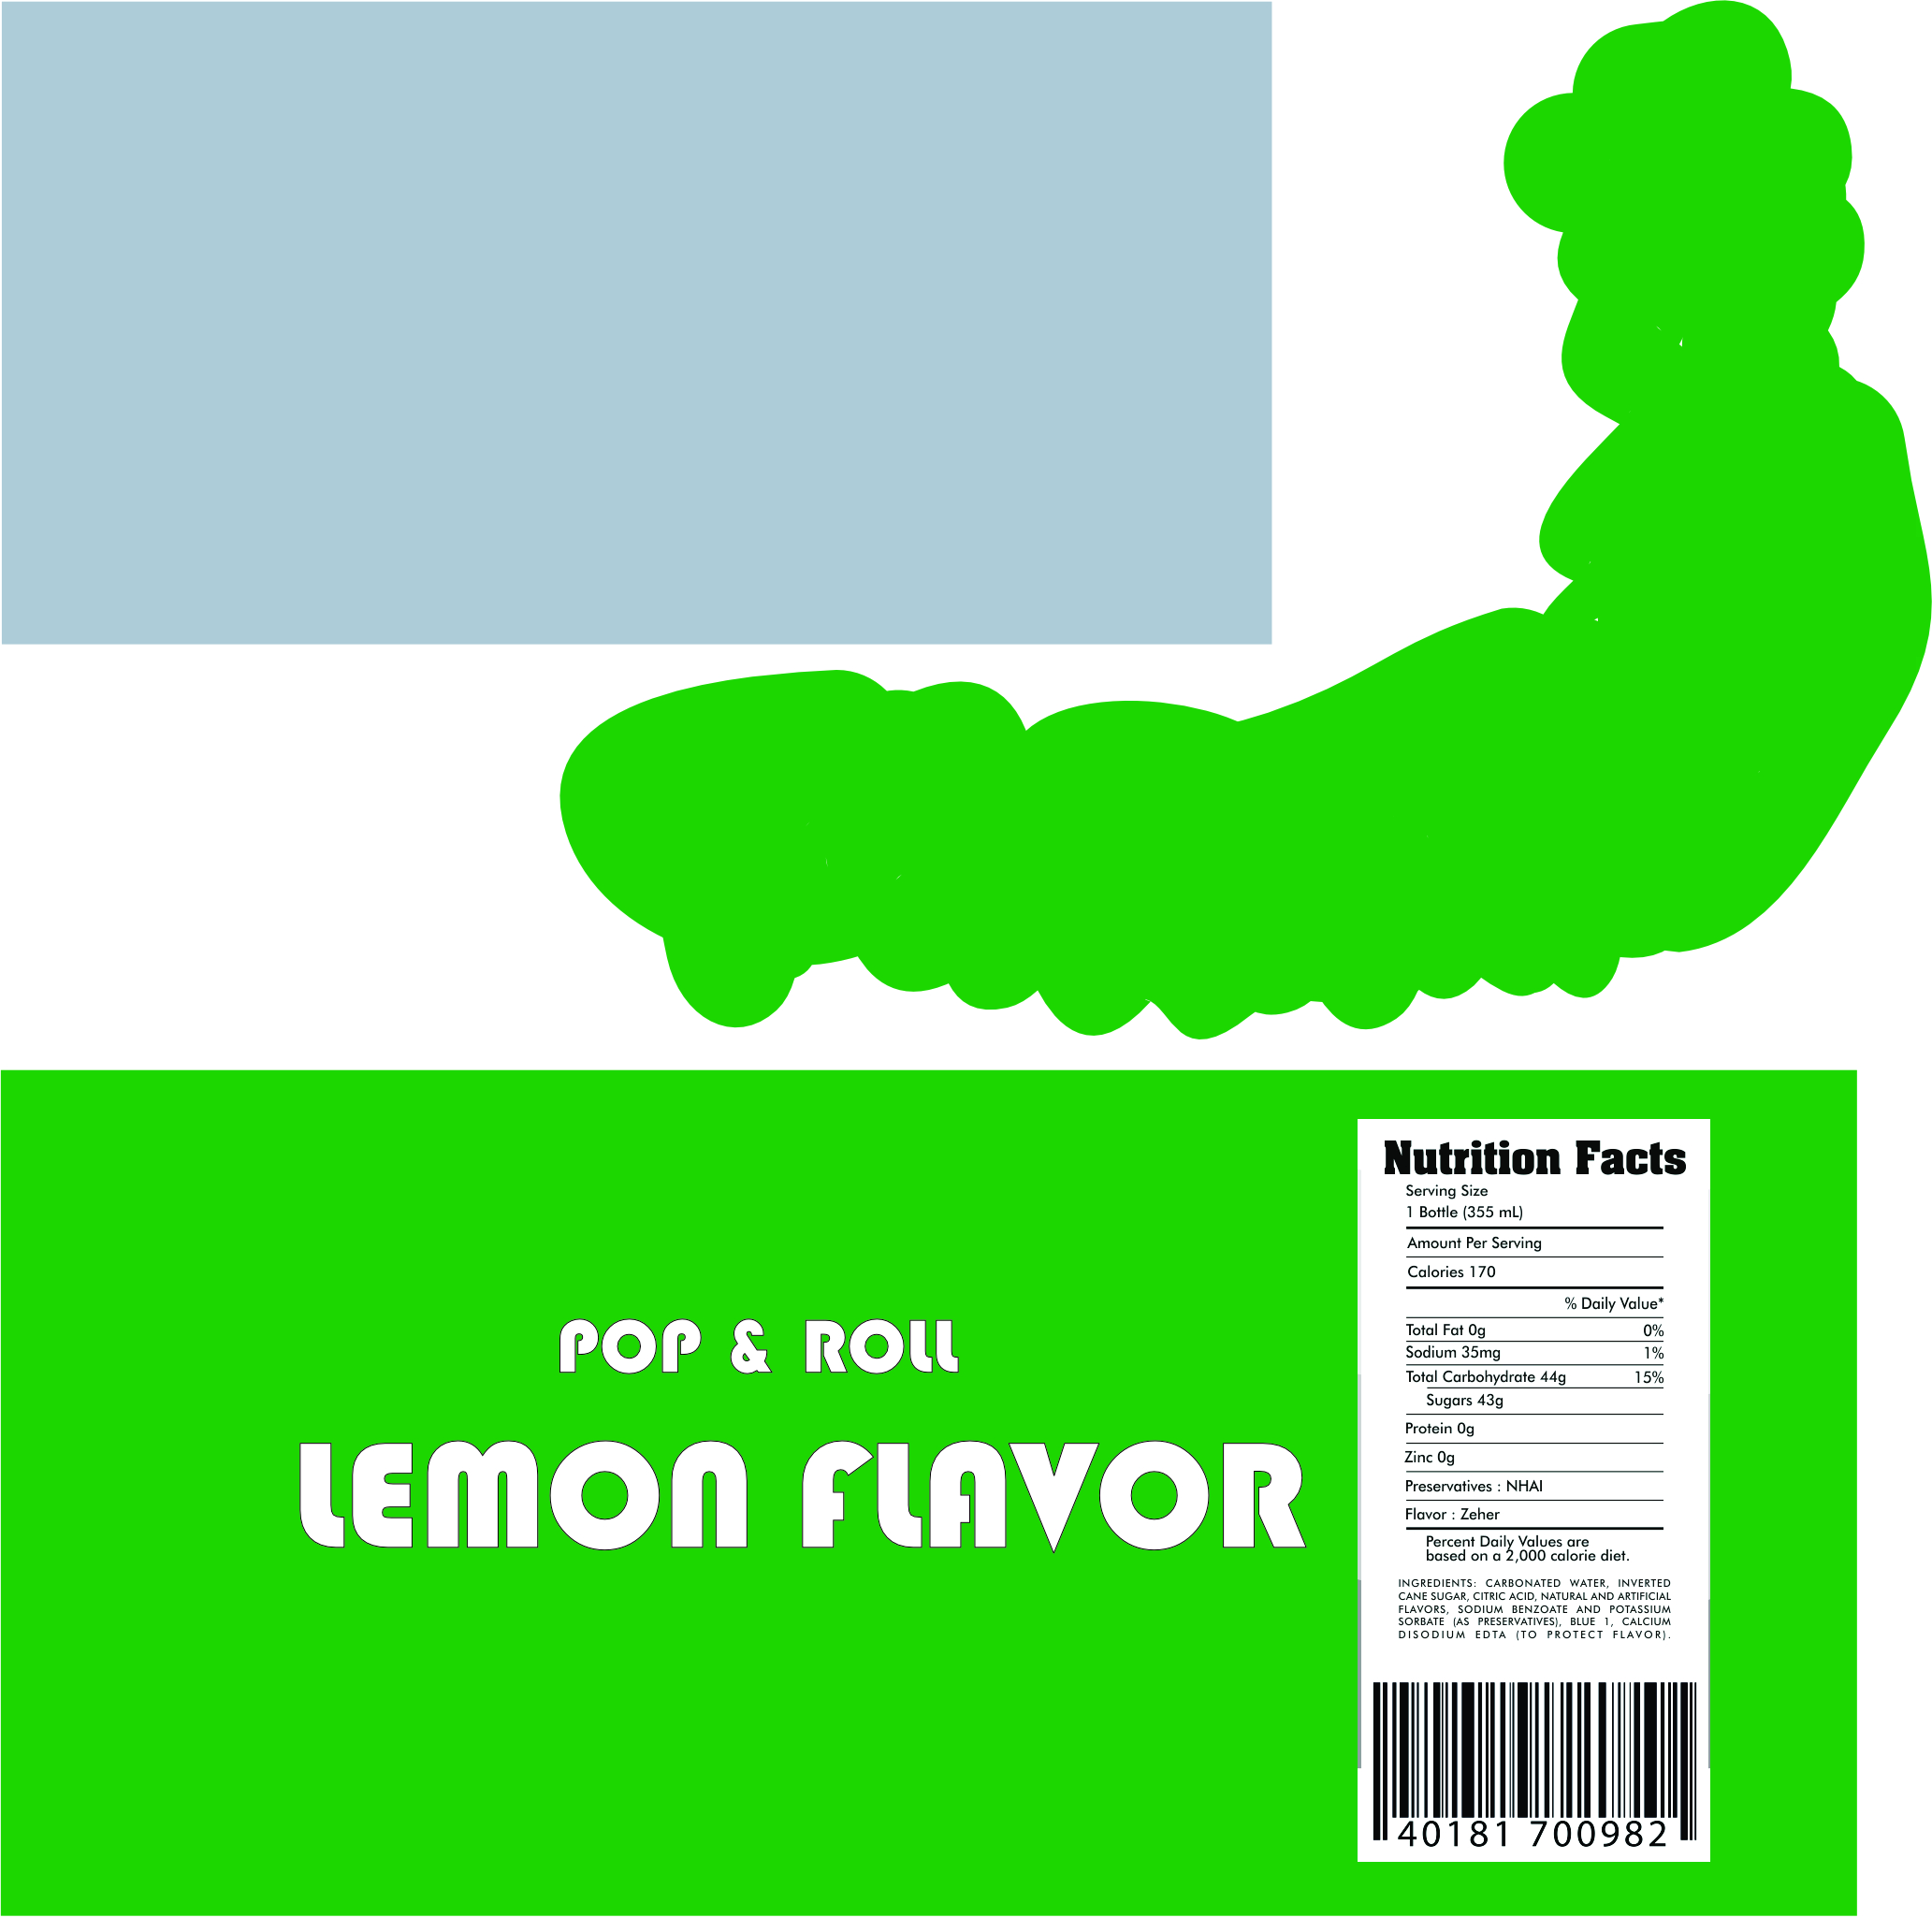 POP & ROLL
LEMON FLAVOR
Nutrition Facts
Serving Size
1 Bottle (355 mL)
Amount Per Serving
Calories 170
% Daily Value*
Total Fat 0g 0%
Sodium 35mg 1%
Total Carbohydrate 44g 15%
Sugars 43g
Protein 0g
Zinc 0g
Preservatives : NHAI
Flavor : Zeher
Percent Daily Values are
based on a 2,000 calorie diet.
INGREDIENTS: CARBONATED WATER, INVERTED
CANE SUGAR, CITRIC ACID, NATURAL AND ARTIFICIAL
FLAVORS, SODIUM BENZOATE AND POTASSIUM
SORBATE (AS PRESERVATIVES), BLUE 1, CALCIUM
DISODIUM EDTA (TO PROTECT FLAVOR).
40181 700982